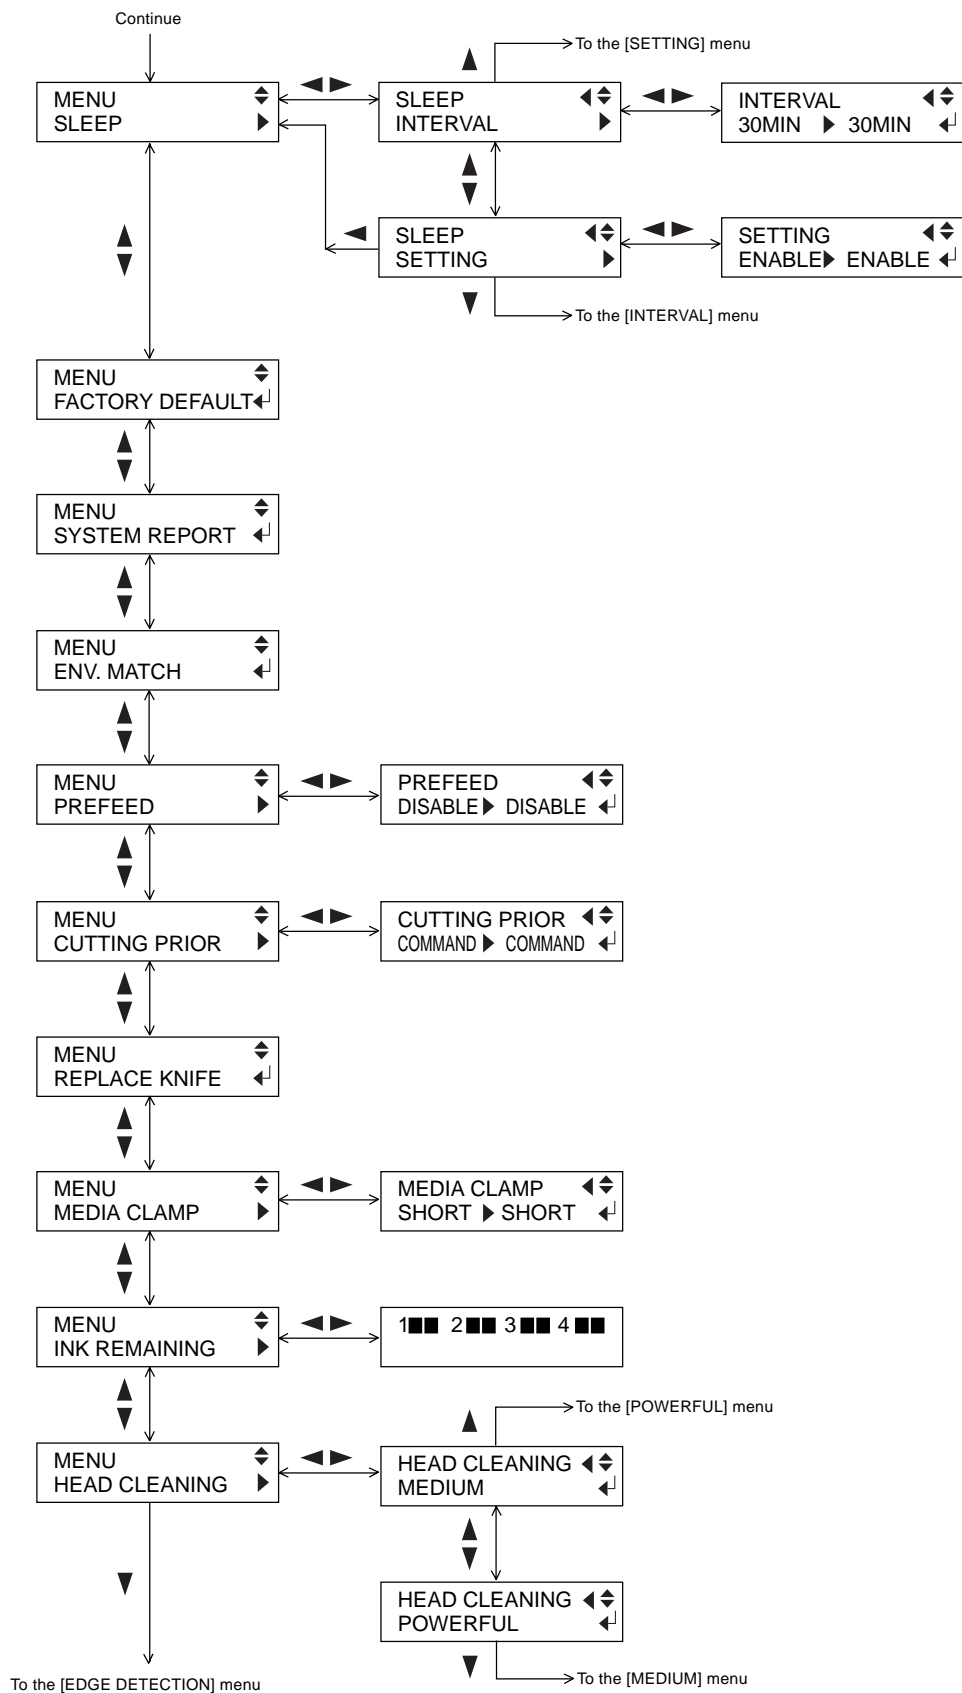 Continue
To the [SETTING] menu
MENU
SLEEP
SLEEP
INTERVAL
INTERVAL
30MIN 30MIN
SLEEP
SETTING
SETTING
ENABLE ENABLE
To the [INTERVAL] menu
MENU
FACTORY DEFAULT
MENU
SYSTEM REPORT
MENU
ENV. MATCH
MENU
PREFEED
PREFEED
DISABLE DISABLE
MENU
CUTTING PRIOR
CUTTING PRIOR
COMMAND COMMAND
MENU
REPLACE KNIFE
MENU
MEDIA CLAMP
MEDIA CLAMP
SHORT SHORT
MENU
INK REMAINING
1 2 3 4
To the [POWERFUL] menu
MENU
HEAD CLEANING
HEAD CLEANING
MEDIUM
HEAD CLEANING
POWERFUL
To the [MEDIUM] menu
To the [EDGE DETECTION] menu